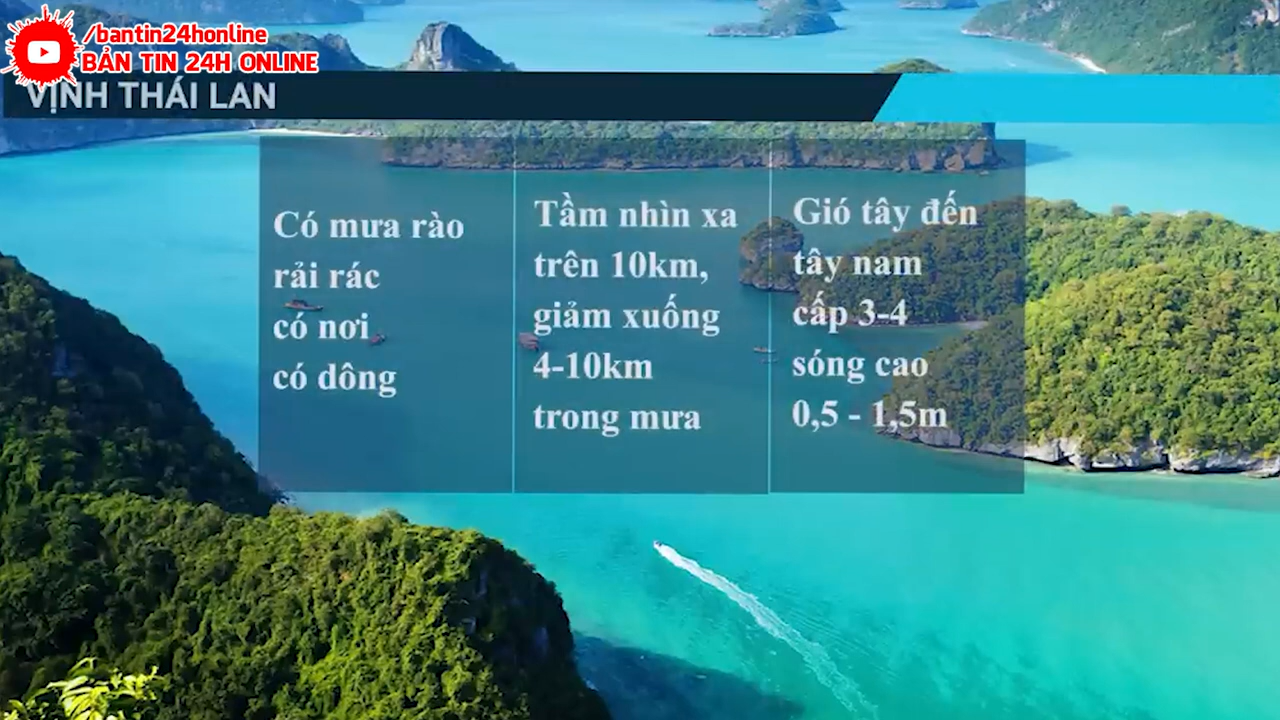 /bantin24honline
BẢN TIN 24H ONLINE
VỊNH THÁI LAN
Có mưa rào
rải rác
có nơi
có dông
Tầm nhìn xa
trên 10km,
giảm xuống
4-10km
trong mưa
Gió tây đến
tây nam
cấp 3-4
sóng cao
0,5 - 1,5m